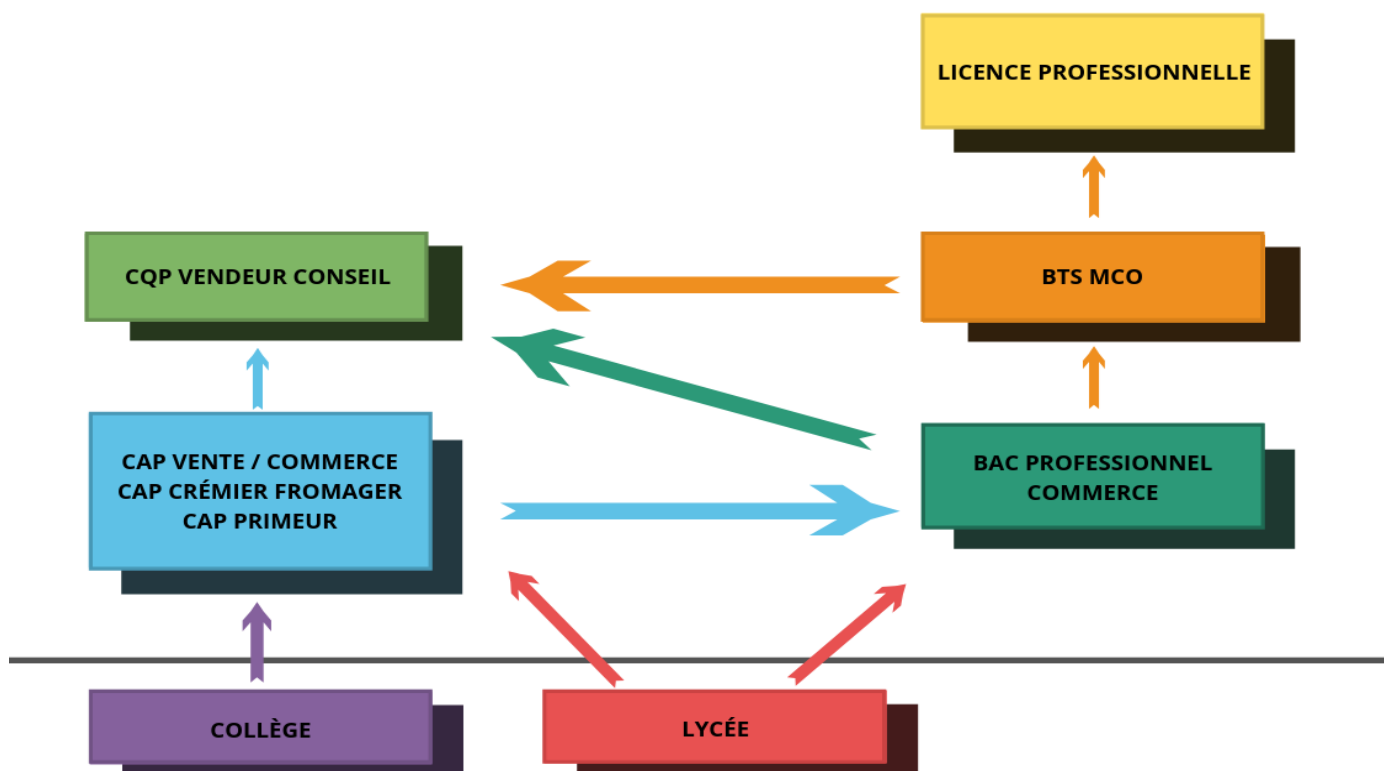 LICENCE PROFESSIONNELLE
CQP VENDEUR CONSEIL
BTS MCO
CAP VENTE / COMMERCE
CAP CRÉMIER FROMAGER
CAP PRIMEUR
BAC PROFESSIONNEL
COMMERCE
COLLÈGE
LYCÉE